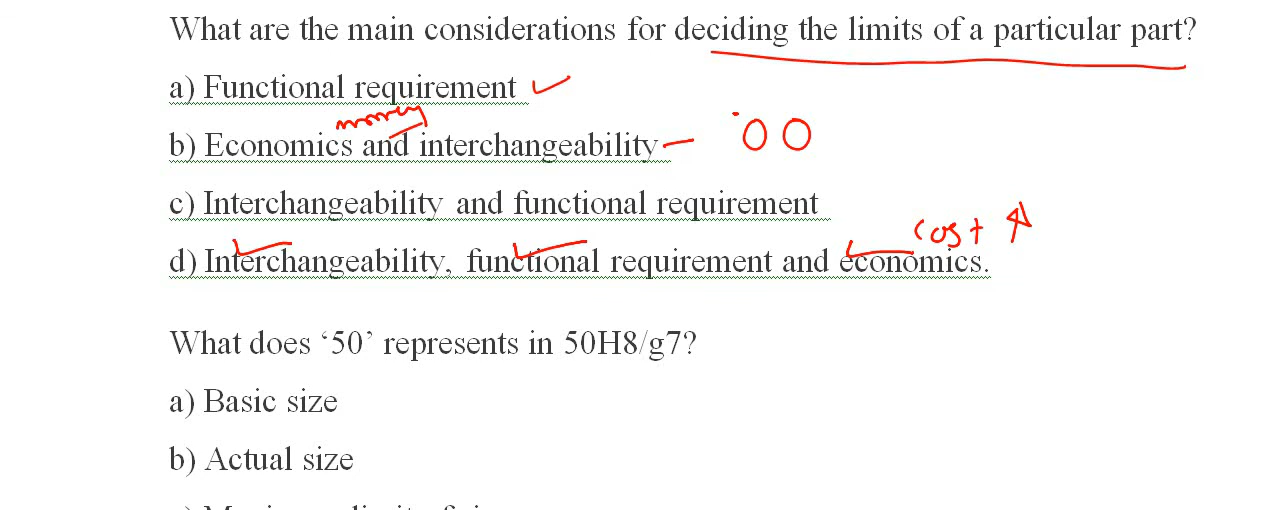 What are the main considerations for deciding the limits of a particular part?
a) Functional requirement
money
b) Economics and interchangeability
c) Interchangeability and functional requirement
cost
d) Interchangeability, functional requirement and economics.
What does ‘50’ represents in 50H8/g7?
a) Basic size
b) Actual size